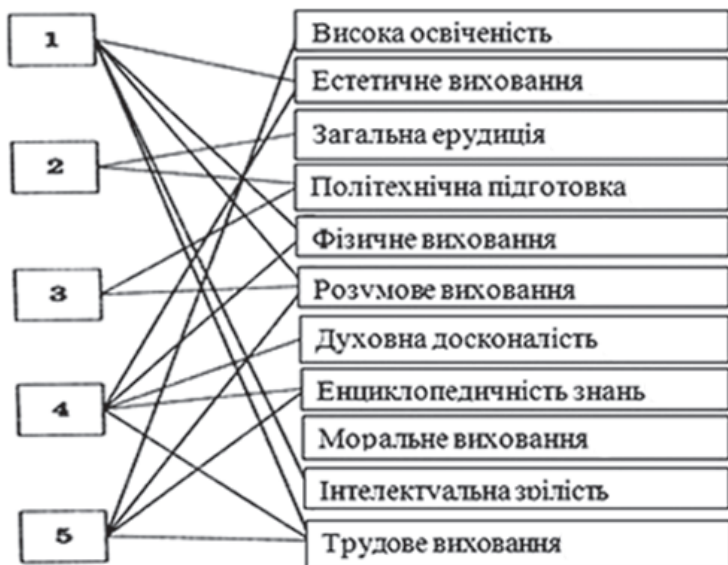 1
Висока освіченість
Естетичне виховання
Загальна ерудиція
2
Політехнічна підготовка
Фізичне виховання
3
Розумове виховання
Духовна досконалість
4
Енциклопедичність знань
Моральне виховання
Інтелектуальна зрілість
5
Трудове виховання